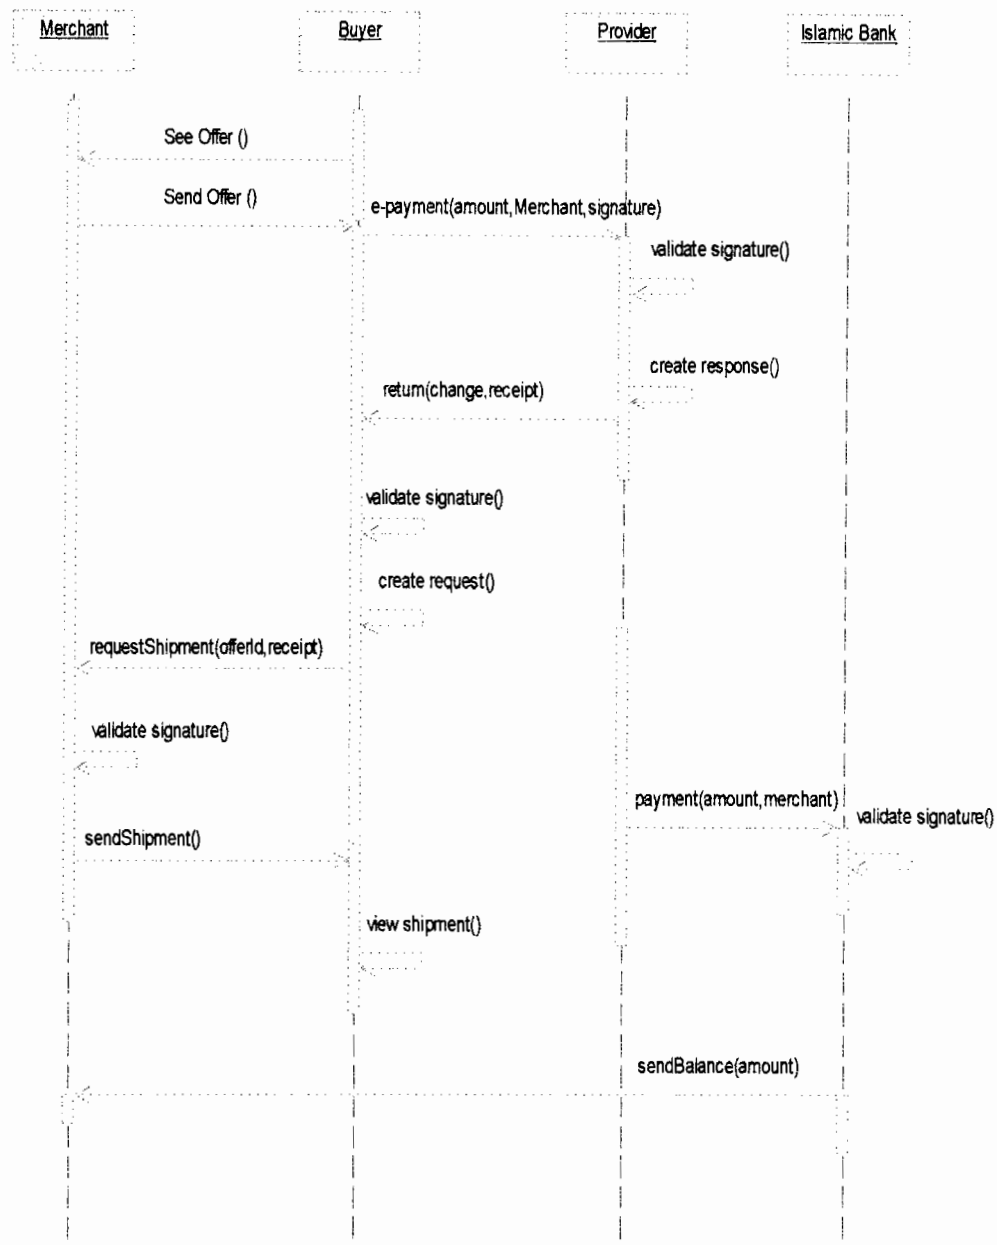 Merchant
Buyer
Provider
Islamic Bank
See Offer ()
Send Offer ()
e-payment(amount,Merchant,signature)
validate signature()
create response()
return(change,receipt)
validate signature()
create request()
requestShipment(offerId,receipt)
validate signature()
payment(amount,merchant)
validate signature()
sendShipment()
view shipment()
sendBalance(amount)